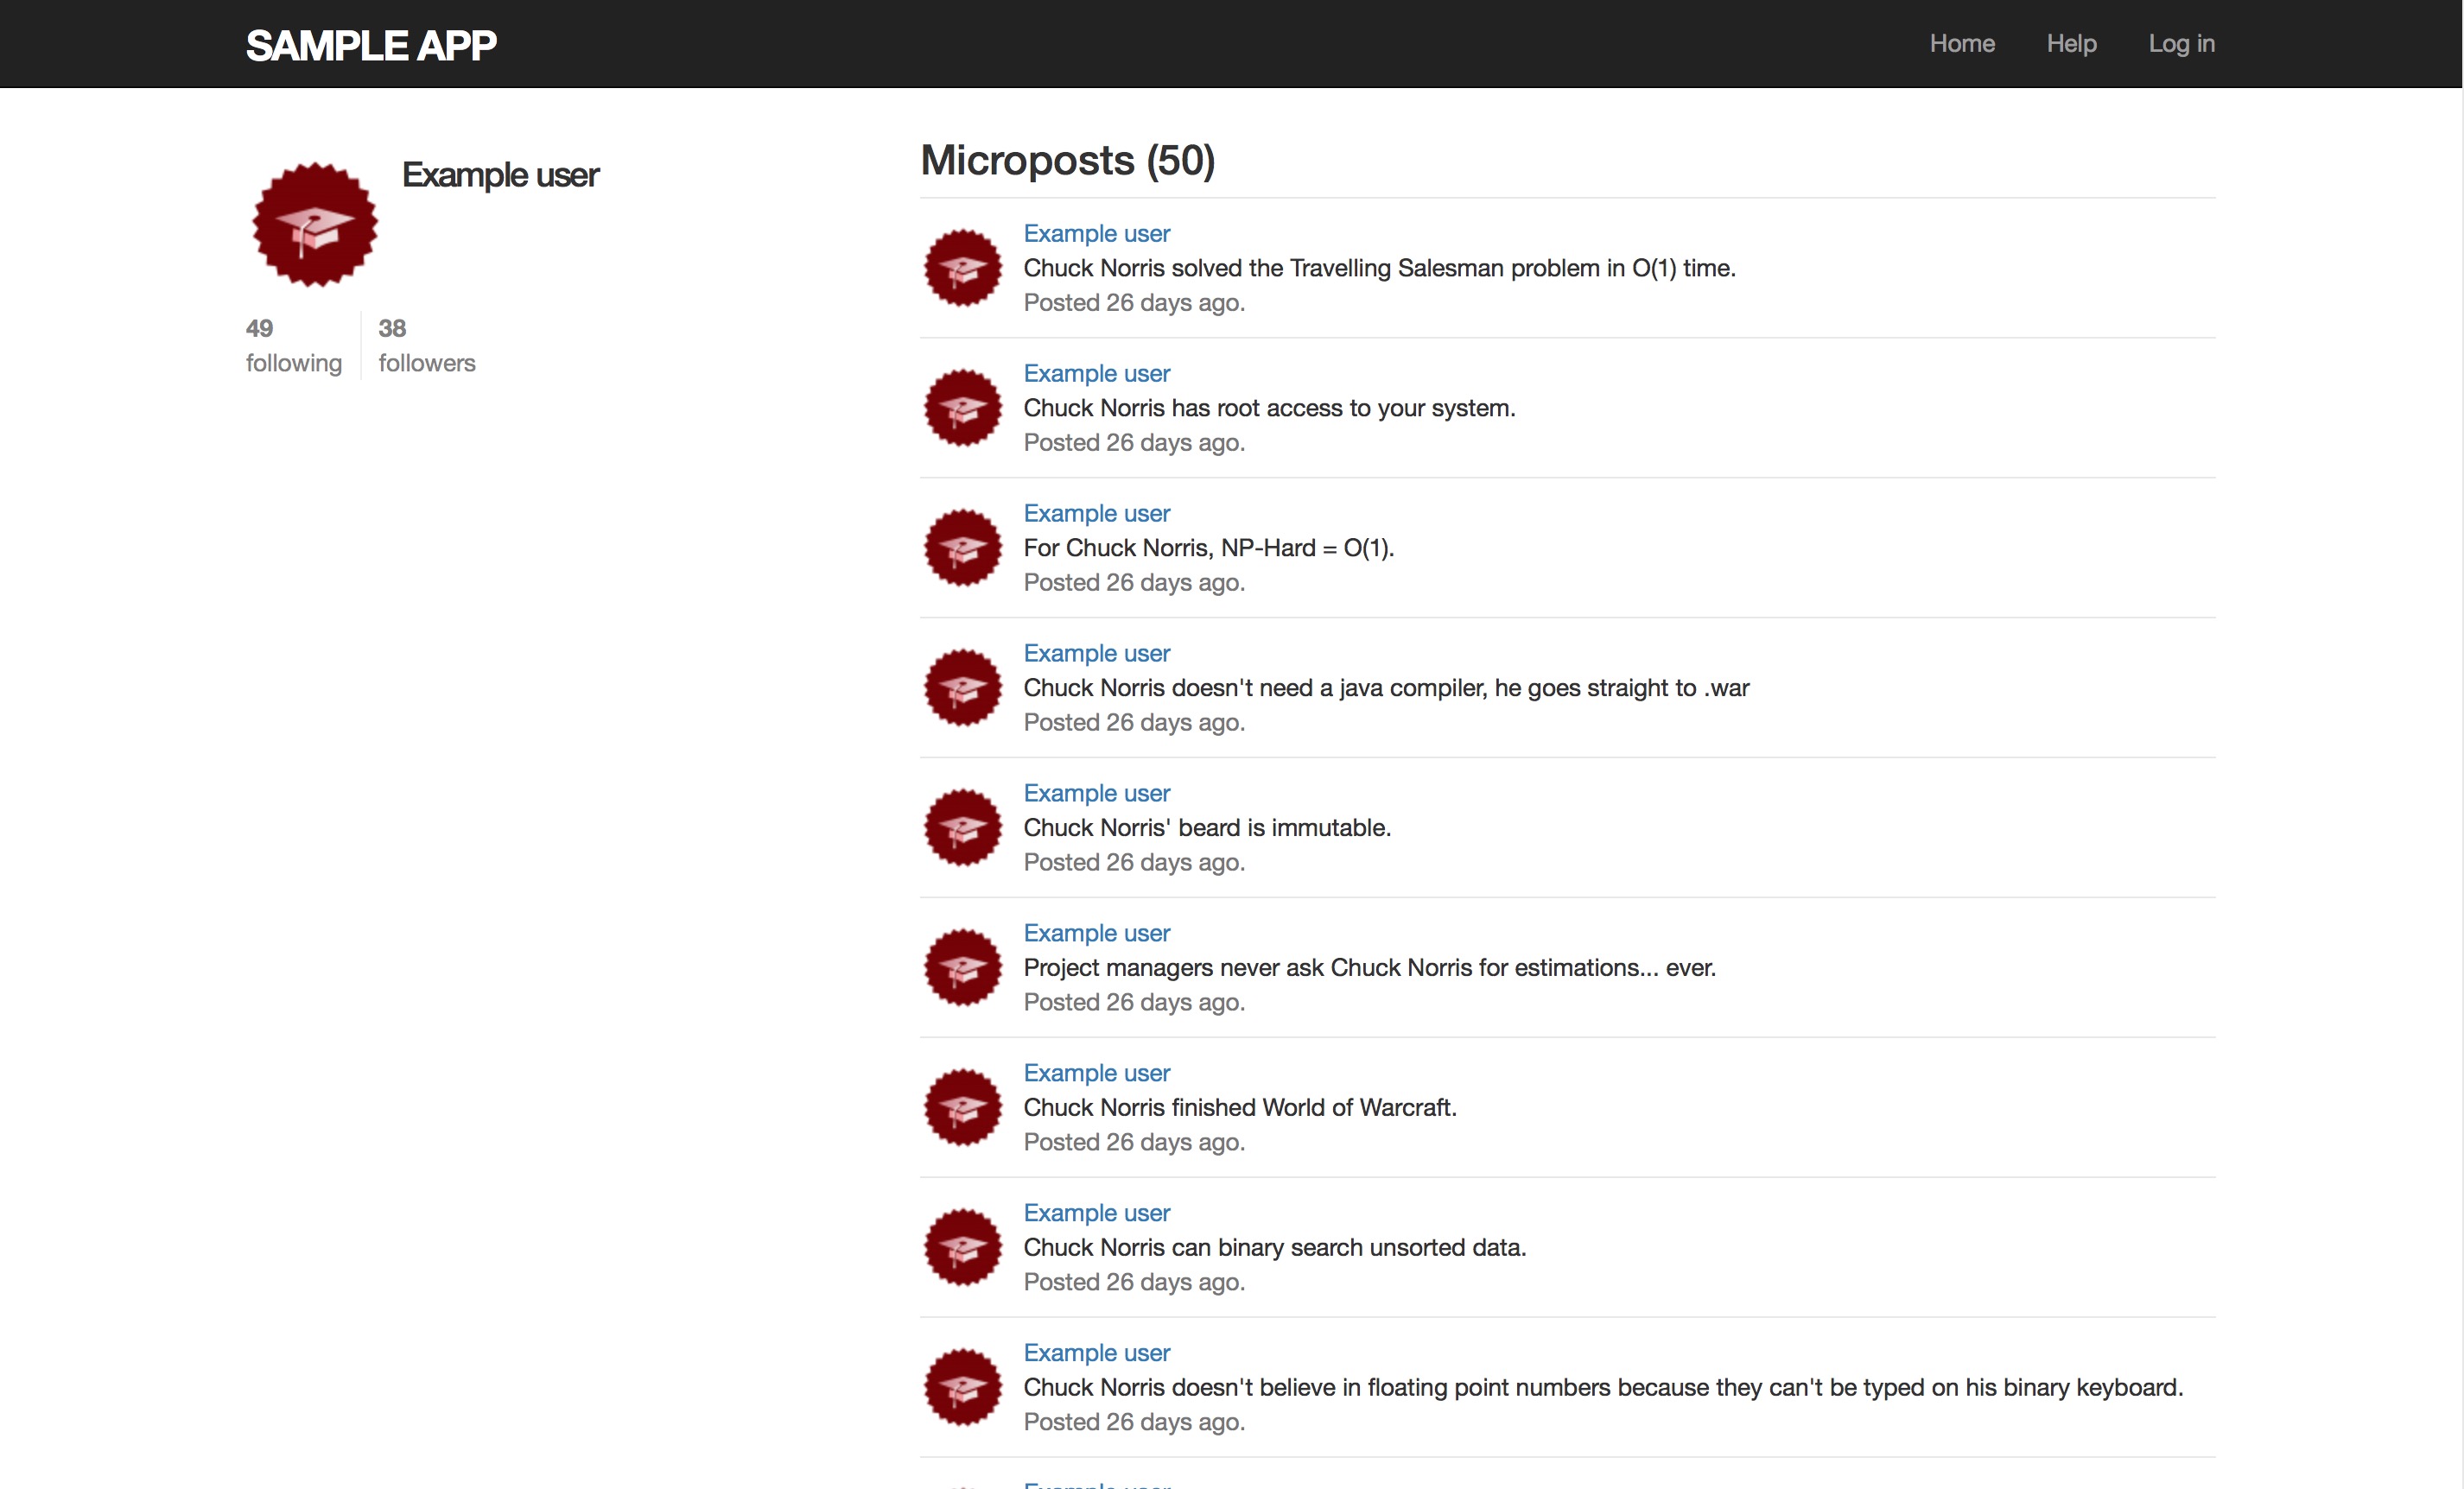 SAMPLE APP
Home Help Log in
Example user
49 following
38 followers
Microposts (50)
Example user
Chuck Norris solved the Travelling Salesman problem in O(1) time.
Posted 26 days ago.
Example user
Chuck Norris has root access to your system.
Posted 26 days ago.
Example user
For Chuck Norris, NP-Hard = O(1).
Posted 26 days ago.
Example user
Chuck Norris doesn't need a java compiler, he goes straight to .war
Posted 26 days ago.
Example user
Chuck Norris' beard is immutable.
Posted 26 days ago.
Example user
Project managers never ask Chuck Norris for estimations... ever.
Posted 26 days ago.
Example user
Chuck Norris finished World of Warcraft.
Posted 26 days ago.
Example user
Chuck Norris can binary search unsorted data.
Posted 26 days ago.
Example user
Chuck Norris doesn't believe in floating point numbers because they can't be typed on his binary keyboard.
Posted 26 days ago.
Example user